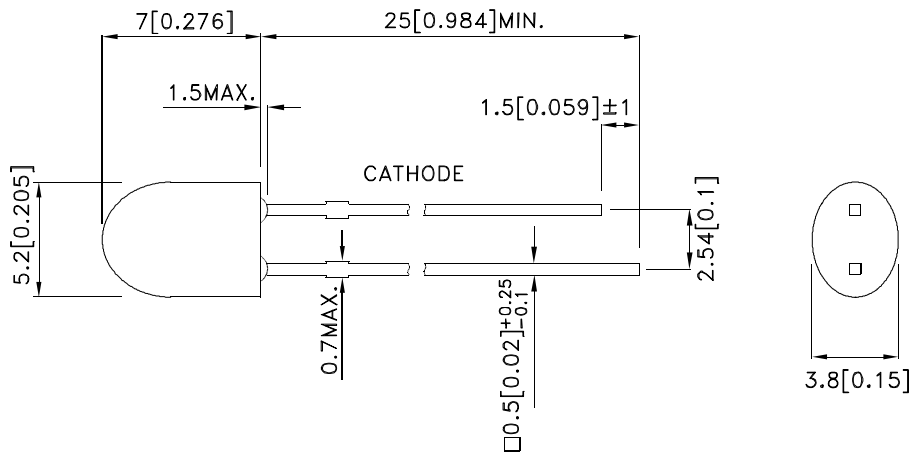 7[0.276]
25[0.984]MIN.
1.5MAX.
1.5[0.059]±1
CATHODE
5.2[0.205]
2.54[0.1]
0.7MAX.
□0.5[0.02]+0.25 -0.1
3.8[0.15]